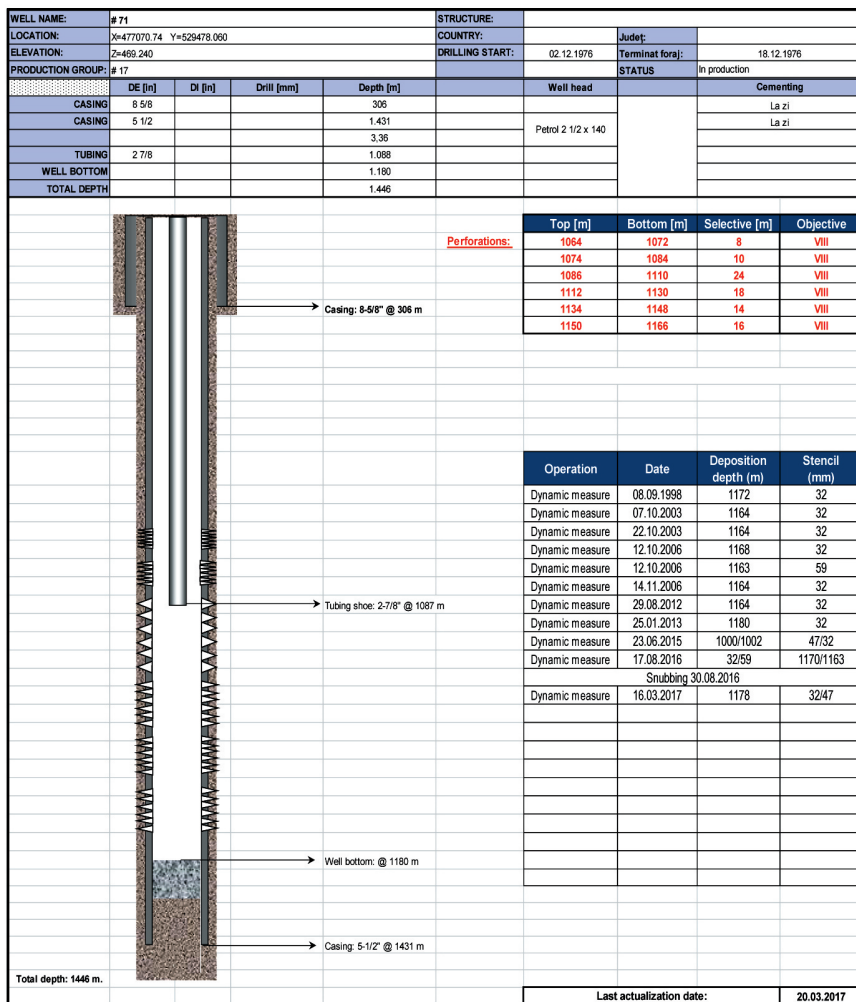 WELL NAME: # 71 STRUCTURE:
LOCATION: X=477070.74 Y=529478.060 COUNTRY: Județ:
ELEVATION: Z=469.240 DRILLING START: 02.12.1976 Terminat foraj: 18.12.1976
PRODUCTION GROUP: # 17 STATUS In production
DE [in] DI [in] Drill [mm] Depth [m] Well head Cementing
CASING 8 5/8 306 La zi
CASING 5 1/2 1.431 La zi
Petrol 2 1/2 x 140
3,36
TUBING 2 7/8 1.088
WELL BOTTOM 1.180
TOTAL DEPTH 1.446
Top [m] Bottom [m] Selective [m] Objective
Perforations: 1064 1072 8 VIII
1074 1084 10 VIII
1086 1110 24 VIII
1112 1130 18 VIII
1134 1148 14 VIII
1150 1166 16 VIII
Casing: 8-5/8" @ 306 m
Operation Date Deposition depth (m) Stencil (mm)
Dynamic measure 08.09.1998 1172 32
Dynamic measure 07.10.2003 1164 32
Dynamic measure 22.10.2003 1164 32
Dynamic measure 12.10.2006 1168 32
Dynamic measure 12.10.2006 1163 59
Dynamic measure 14.11.2006 1164 32
Dynamic measure 29.08.2012 1164 32
Dynamic measure 25.01.2013 1180 32
Dynamic measure 23.06.2015 1000/1002 47/32
Dynamic measure 17.08.2016 32/59 1170/1163
Snubbing 30.08.2016
Dynamic measure 16.03.2017 1178 32/47
Tubing shoe: 2-7/8" @ 1087 m
Well bottom: @ 1180 m
Casing: 5-1/2" @ 1431 m
Total depth: 1446 m.
Last actualization date: 20.03.2017